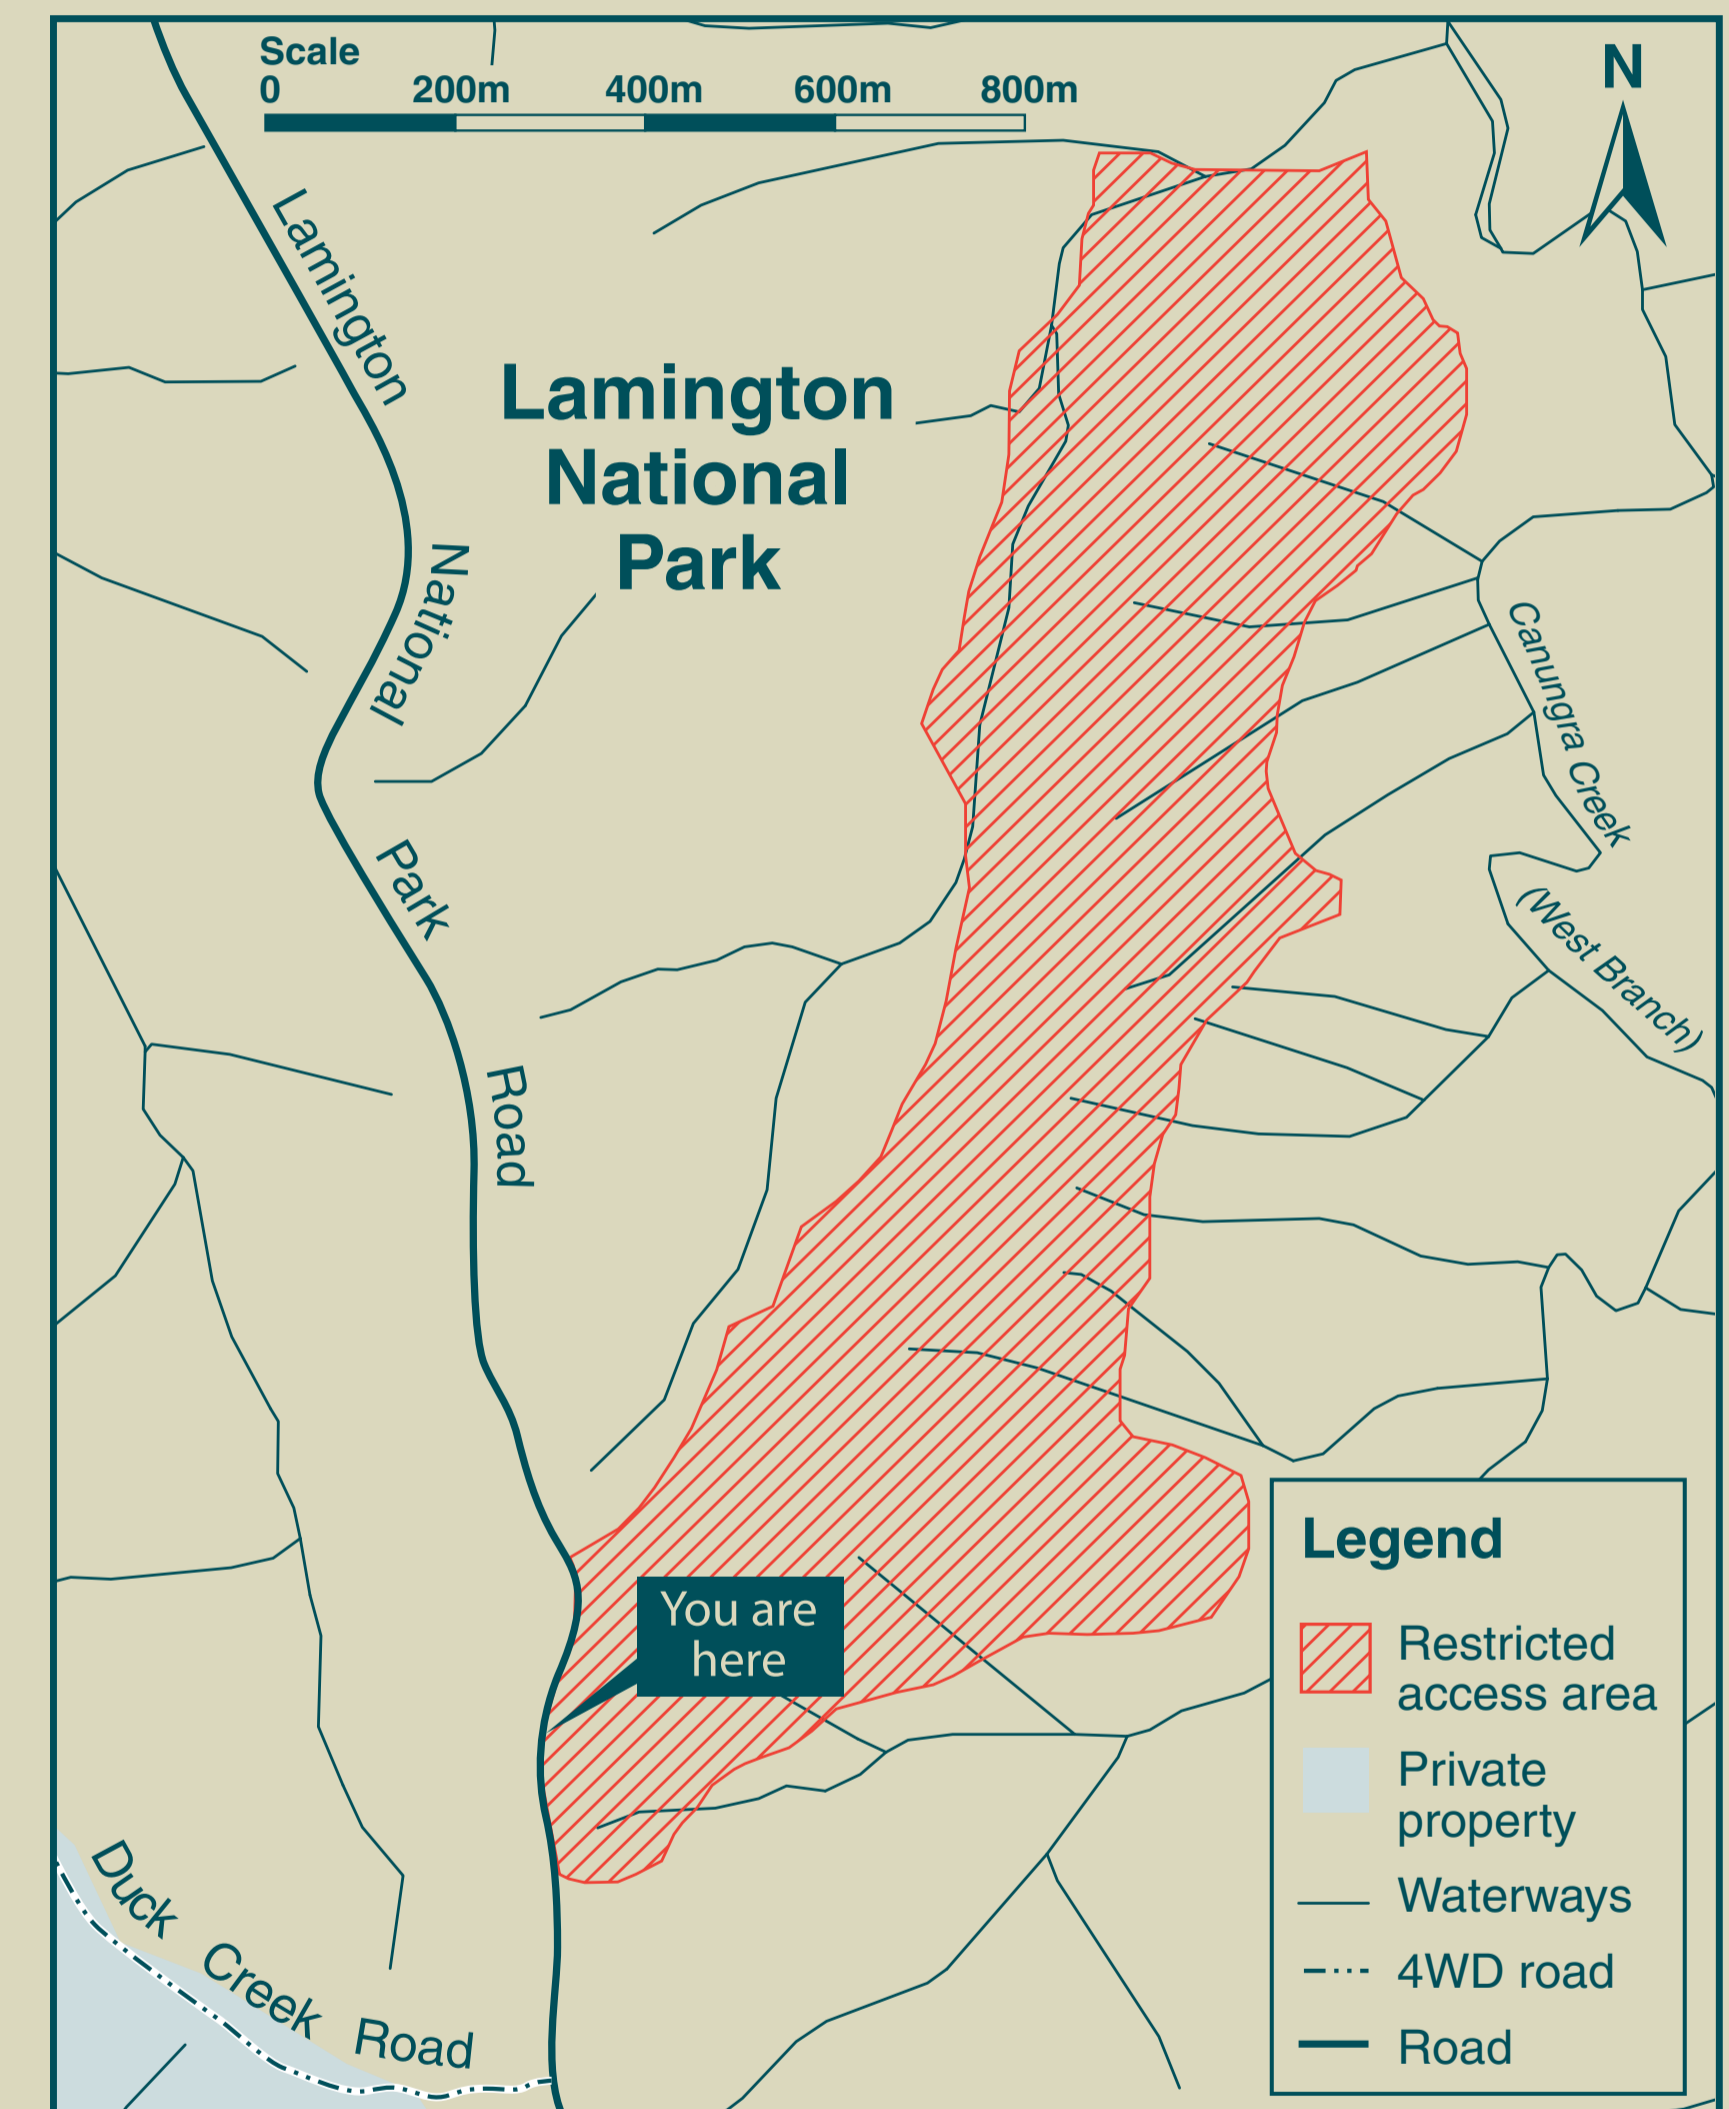 Scale
0 200m 400m 600m 800m
N
Lamington
National
Park
Road
Lamington
National
Park
Canungra Creek
(West Branch)
You are
here
Duck Creek Road
Legend
Restricted
access area
Private
property
Waterways
4WD road
Road